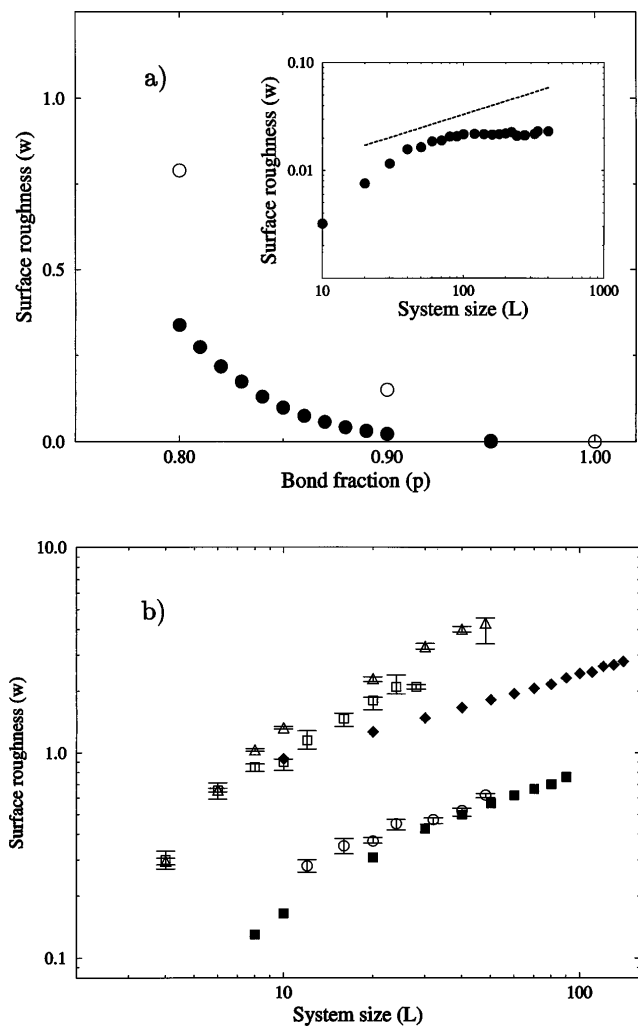 a)
1.0
0.5
0.0
Surface roughness (w)
0.80
0.90
1.00
Bond fraction (p)
0.10
0.01
Surface roughness (w)
10
100
1000
System size (L)
b)
10.0
1.0
0.1
Surface roughness (w)
10
100
System size (L)